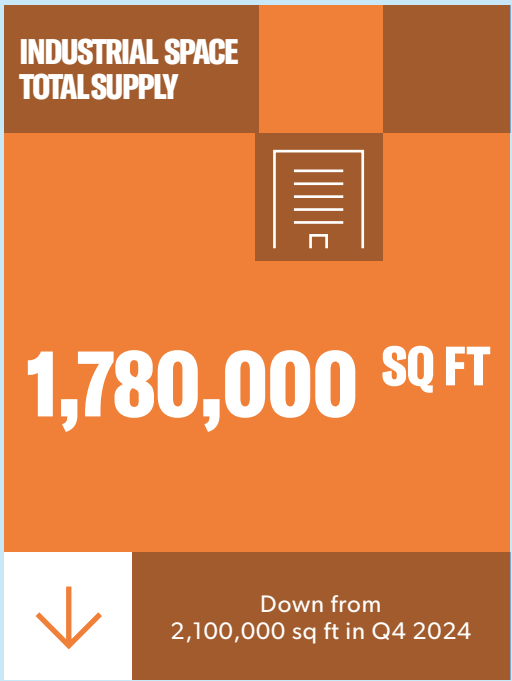 INDUSTRIAL SPACE
TOTAL SUPPLY
1,780,000 SQ FT
Down from
2,100,000 sq ft in Q4 2024